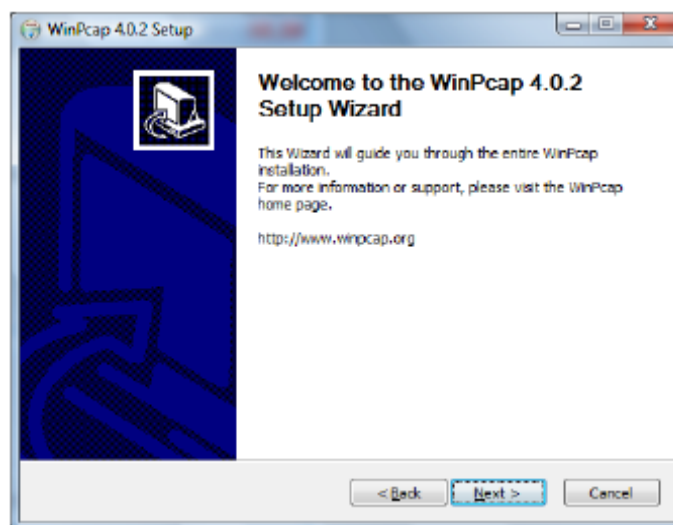 WinPcap 4.0.2 Setup
Welcome to the WinPcap 4.0.2
Setup Wizard
This Wizard will guide you through the entire WinPcap
installation.
For more information or support, please visit the WinPcap
home page.
http://www.winpcap.org
< Back
Next >
Cancel